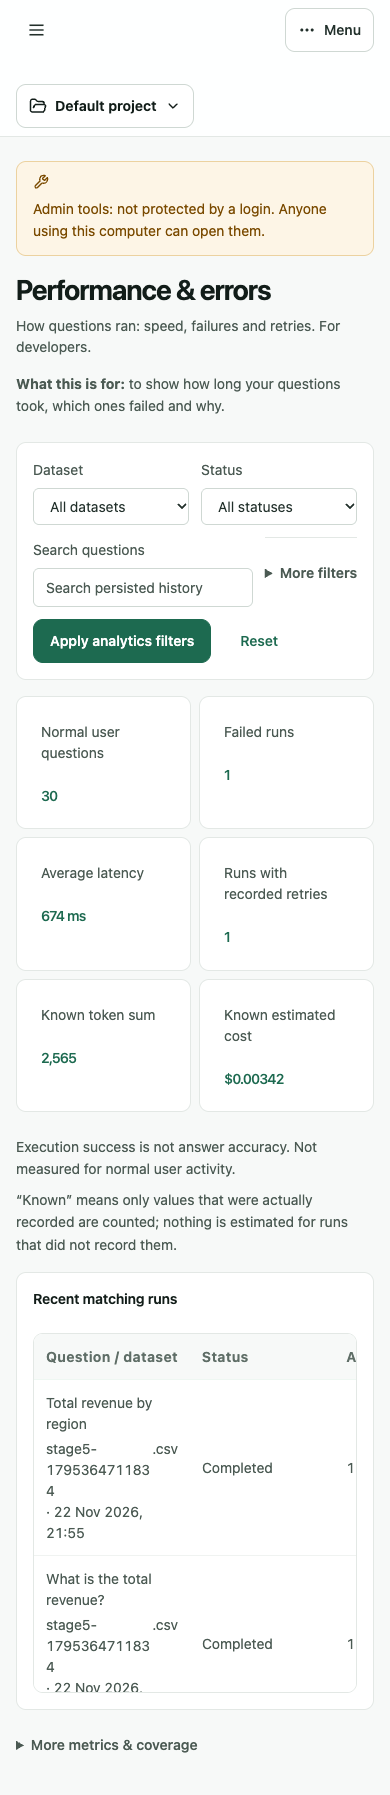 Menu
Default project
Admin tools: not protected by a login. Anyone
using this computer can open them.
Performance & errors
How questions ran: speed, failures and retries. For
developers.
What this is for: to show how long your questions
took, which ones failed and why.
Dataset
Status
All datasets
All statuses
Search questions
More filters
Search persisted history
Apply analytics filters
Reset
Normal user
questions
30
Failed runs
1
Average latency
674 ms
Runs with
recorded retries
1
Known token sum
2,565
Known estimated
cost
$0.00342
Execution success is not answer accuracy. Not
measured for normal user activity.
“Known” means only values that were actually
recorded are counted; nothing is estimated for runs
that did not record them.
Recent matching runs
Question / dataset
Status
A
Total revenue by
region
stage5-
179536471183
4
.csv
· 22 Nov 2026,
21:55
Completed
1
What is the total
revenue?
stage5-
179536471183
4
.csv
· 22 Nov 2026,
Completed
1
More metrics & coverage